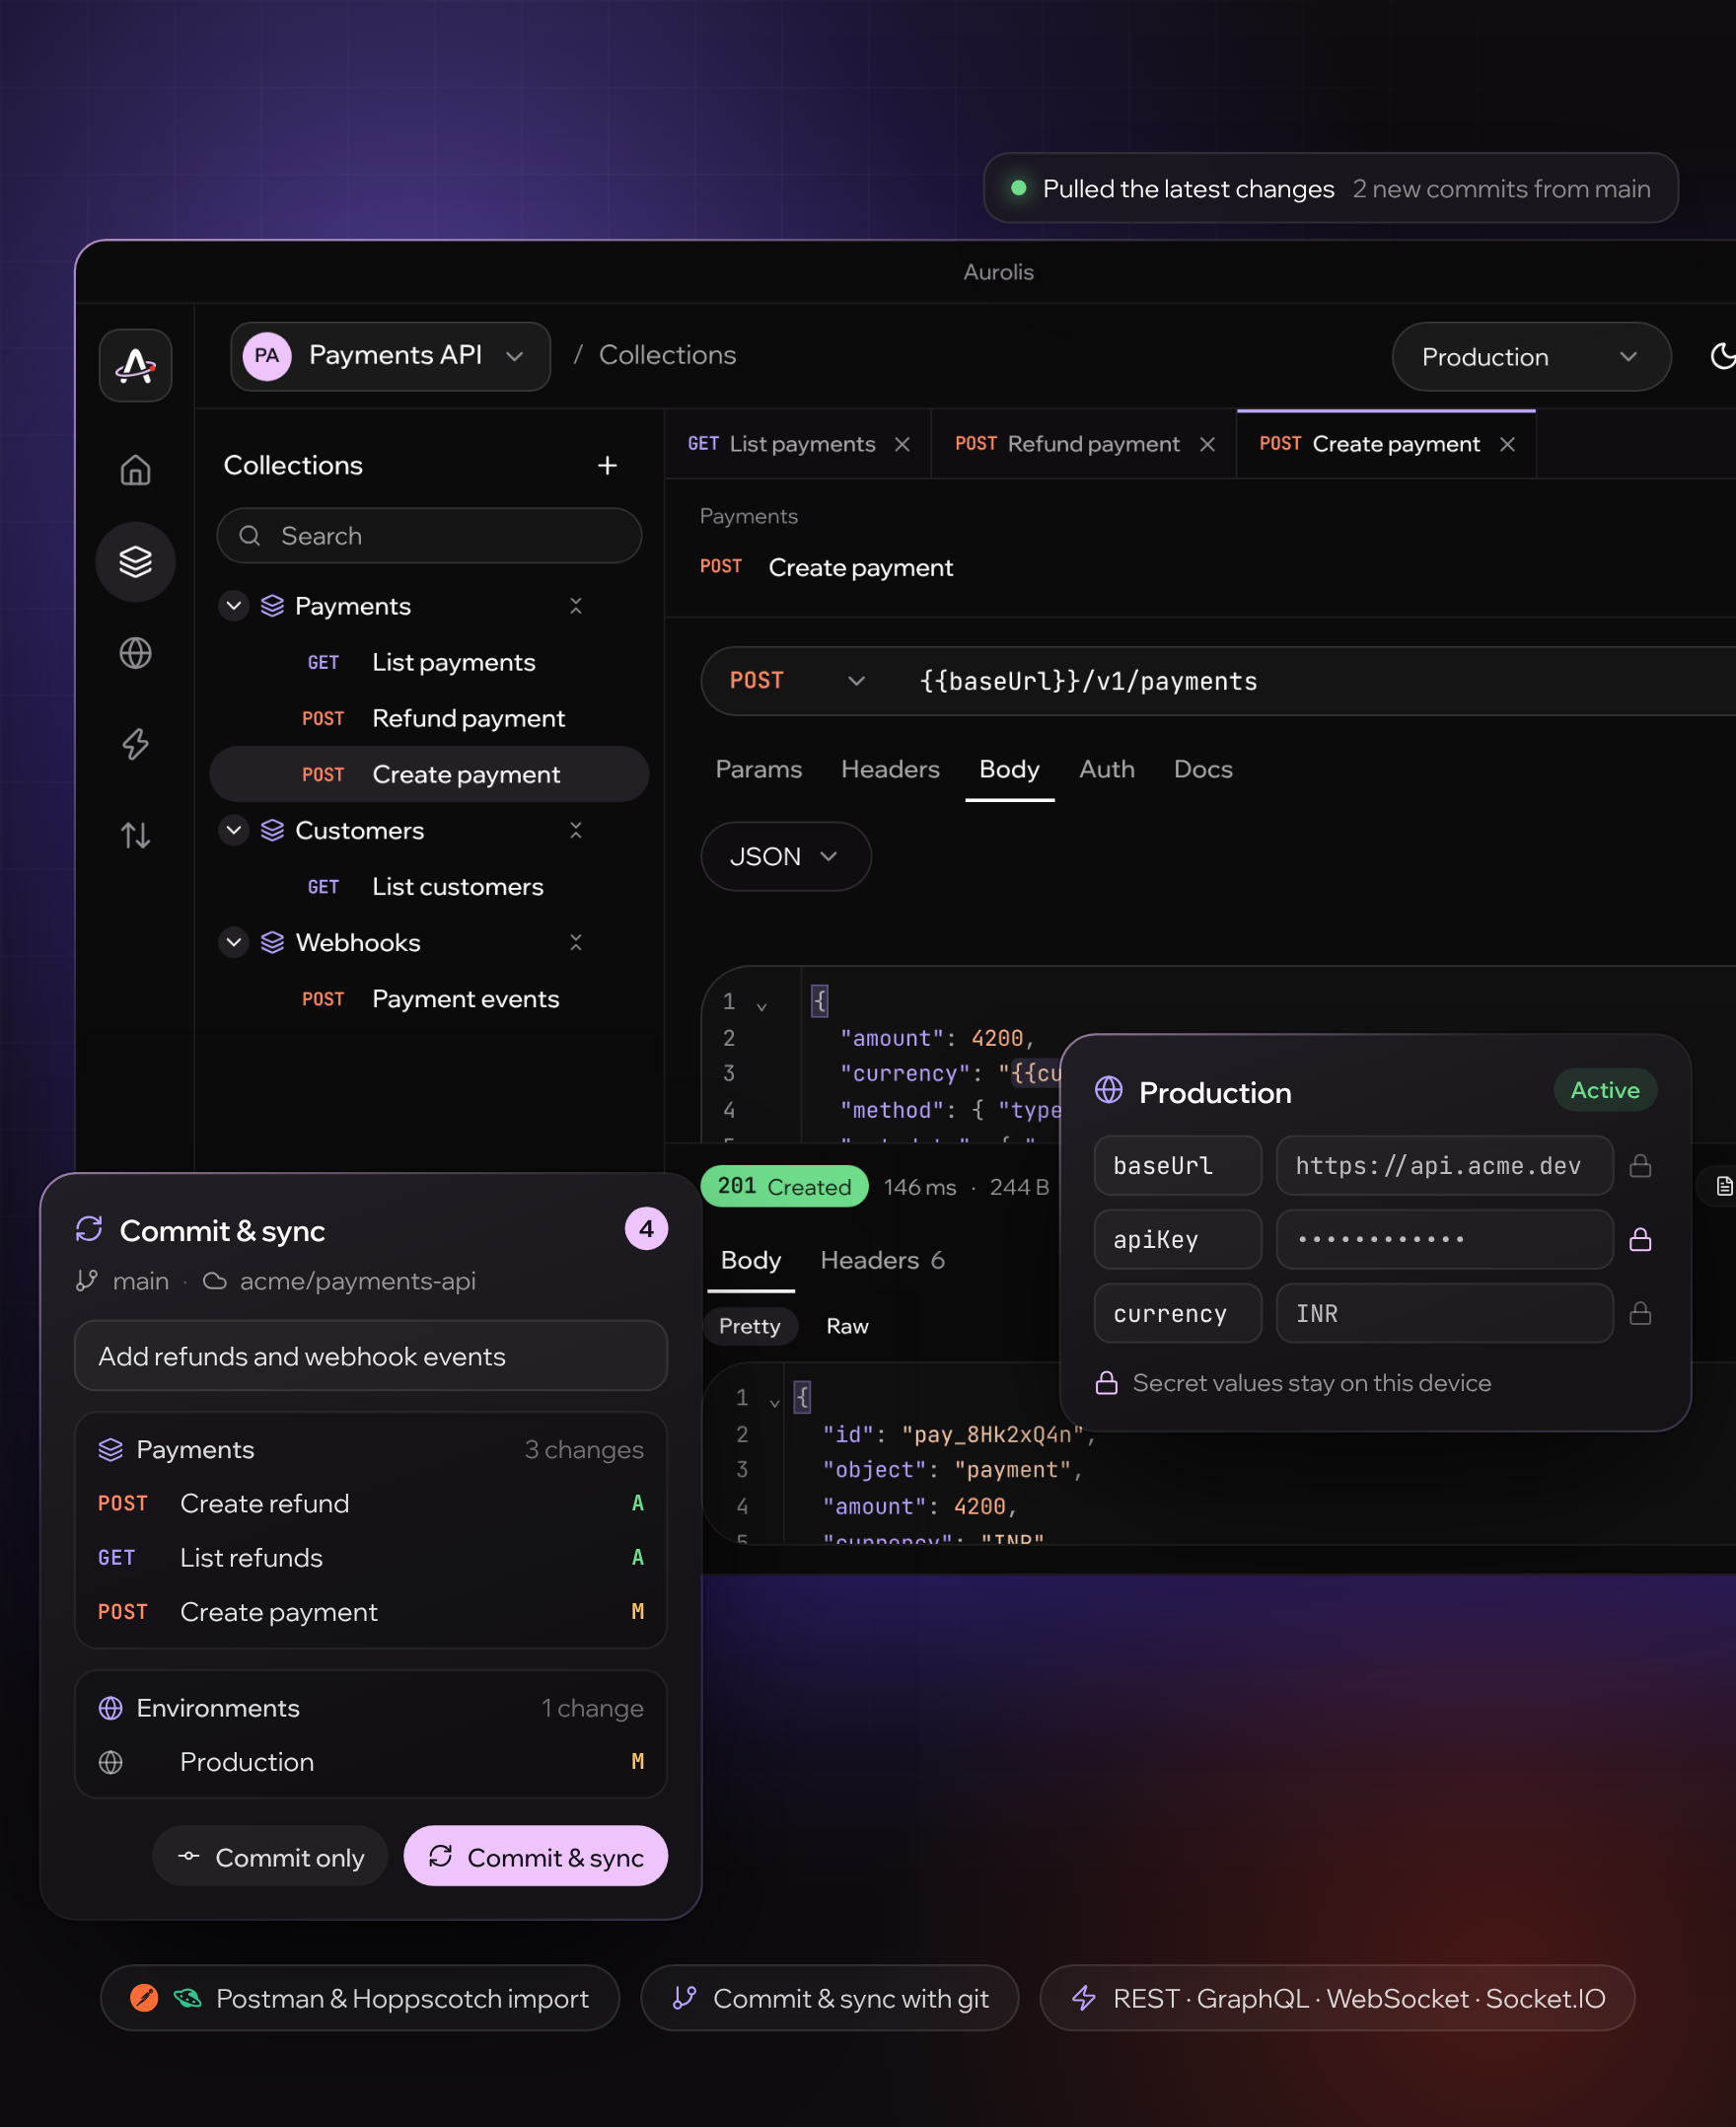 Pulled the latest changes 2 new commits from main
Aurolis
PA Payments API / Collections
Production
Collections
Search
Payments
GET List payments
POST Refund payment
POST Create payment
Customers
GET List customers
Webhooks
POST Payment events
GET List payments
POST Refund payment
POST Create payment
Payments
POST Create payment
POST {{baseUrl}}/v1/payments
Params Headers Body Auth Docs
JSON
1 {
2 "amount": 4200,
3 "currency": "{{cu
4 "method": { "type
201 Created 146 ms · 244 B
Body Headers 6
Pretty Raw
1 {
2 "id": "pay_8Hk2xQ4n",
3 "object": "payment",
4 "amount": 4200,
5 "currency": "INR"
Production Active
baseUrl https://api.acme.dev
apiKey ••••••••••••
currency INR
Secret values stay on this device
Commit & sync 4
main · acme/payments-api
Add refunds and webhook events
Payments 3 changes
POST Create refund A
GET List refunds A
POST Create payment M
Environments 1 change
Production M
Commit only Commit & sync
Postman & Hoppscotch import
Commit & sync with git
REST · GraphQL · WebSocket · Socket.IO